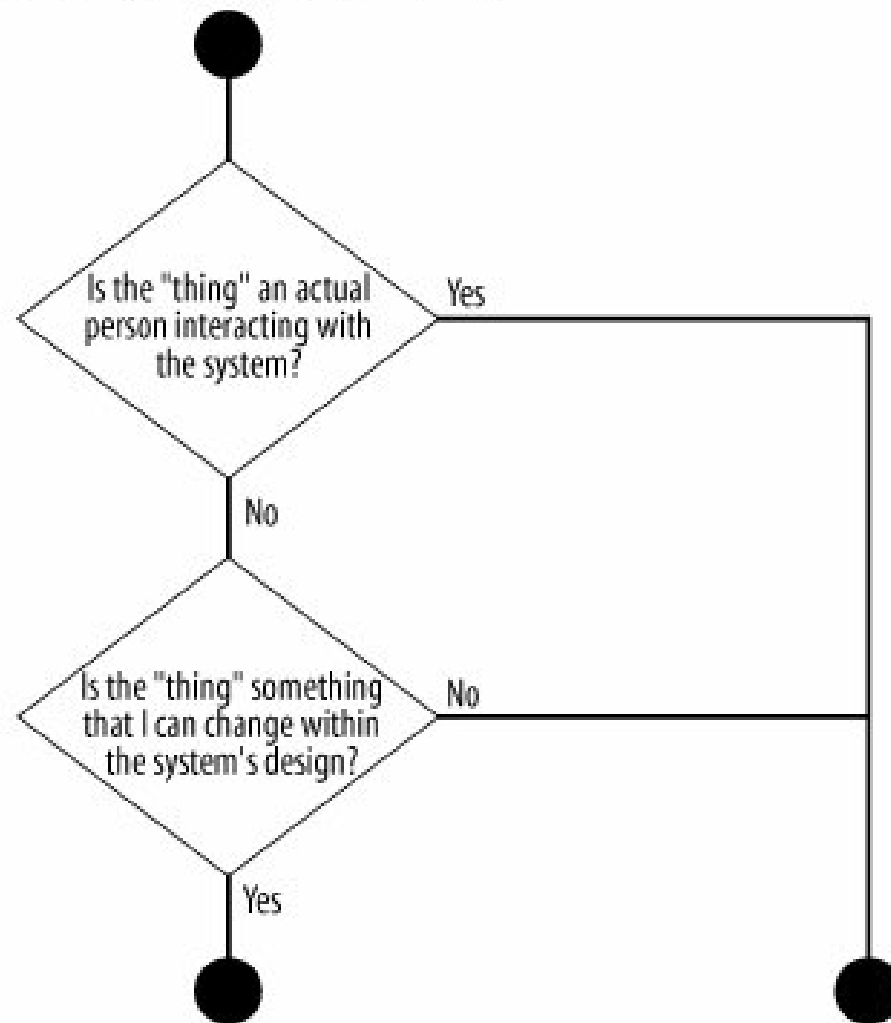 Is the "thing" an actual
person interacting with
the system?
Yes
No
Is the "thing" something
that I can change within
the system's design?
No
Yes